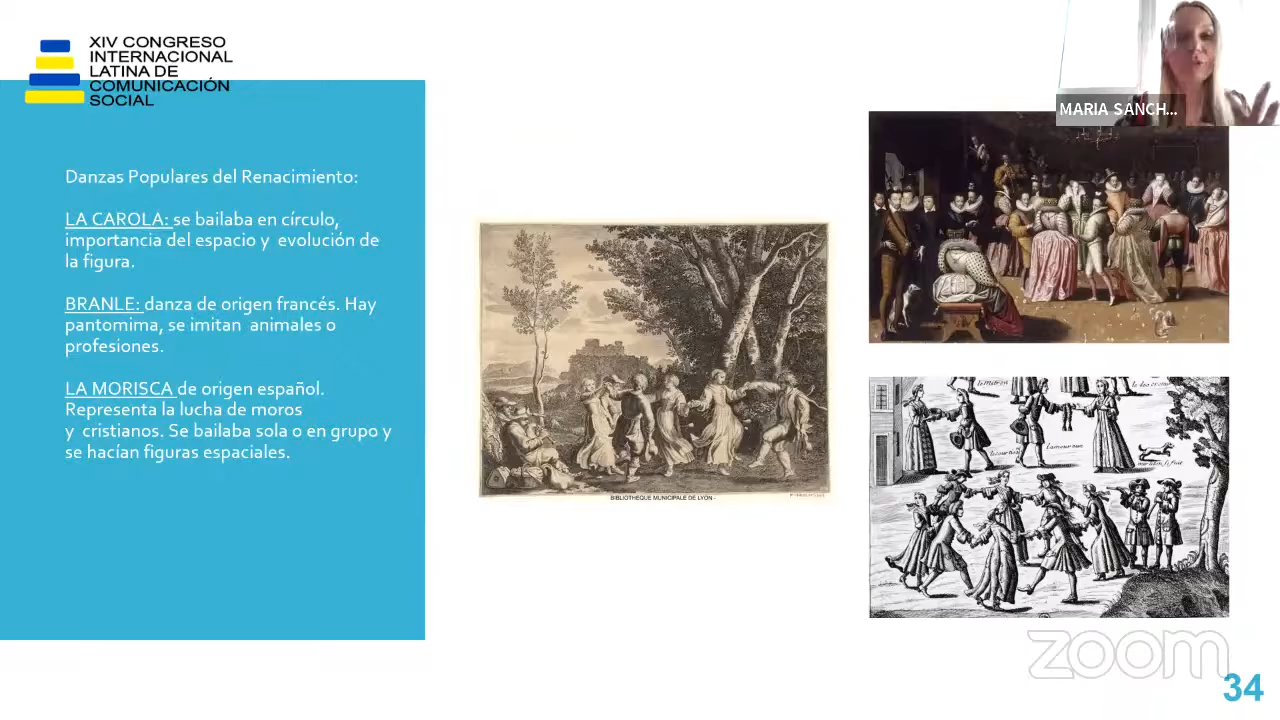 XIV CONGRESO
INTERNACIONAL
LATINA DE
COMUNICACIÓN
SOCIAL
MARIA SANCH...
Danzas Populares del Renacimiento:
LA CAROLA: se bailaba en círculo,
importancia del espacio y evolución de
la figura.
BRANLE: danza de origen francés. Hay
pantomima, se imitan animales o
profesiones.
LA MORISCA de origen español.
Representa la lucha de moros
y cristianos. Se bailaba sola o en grupo y
se hacían figuras espaciales.
BIBLIOTHEQUE MUNICIPALE DE LYON -
zoom
34